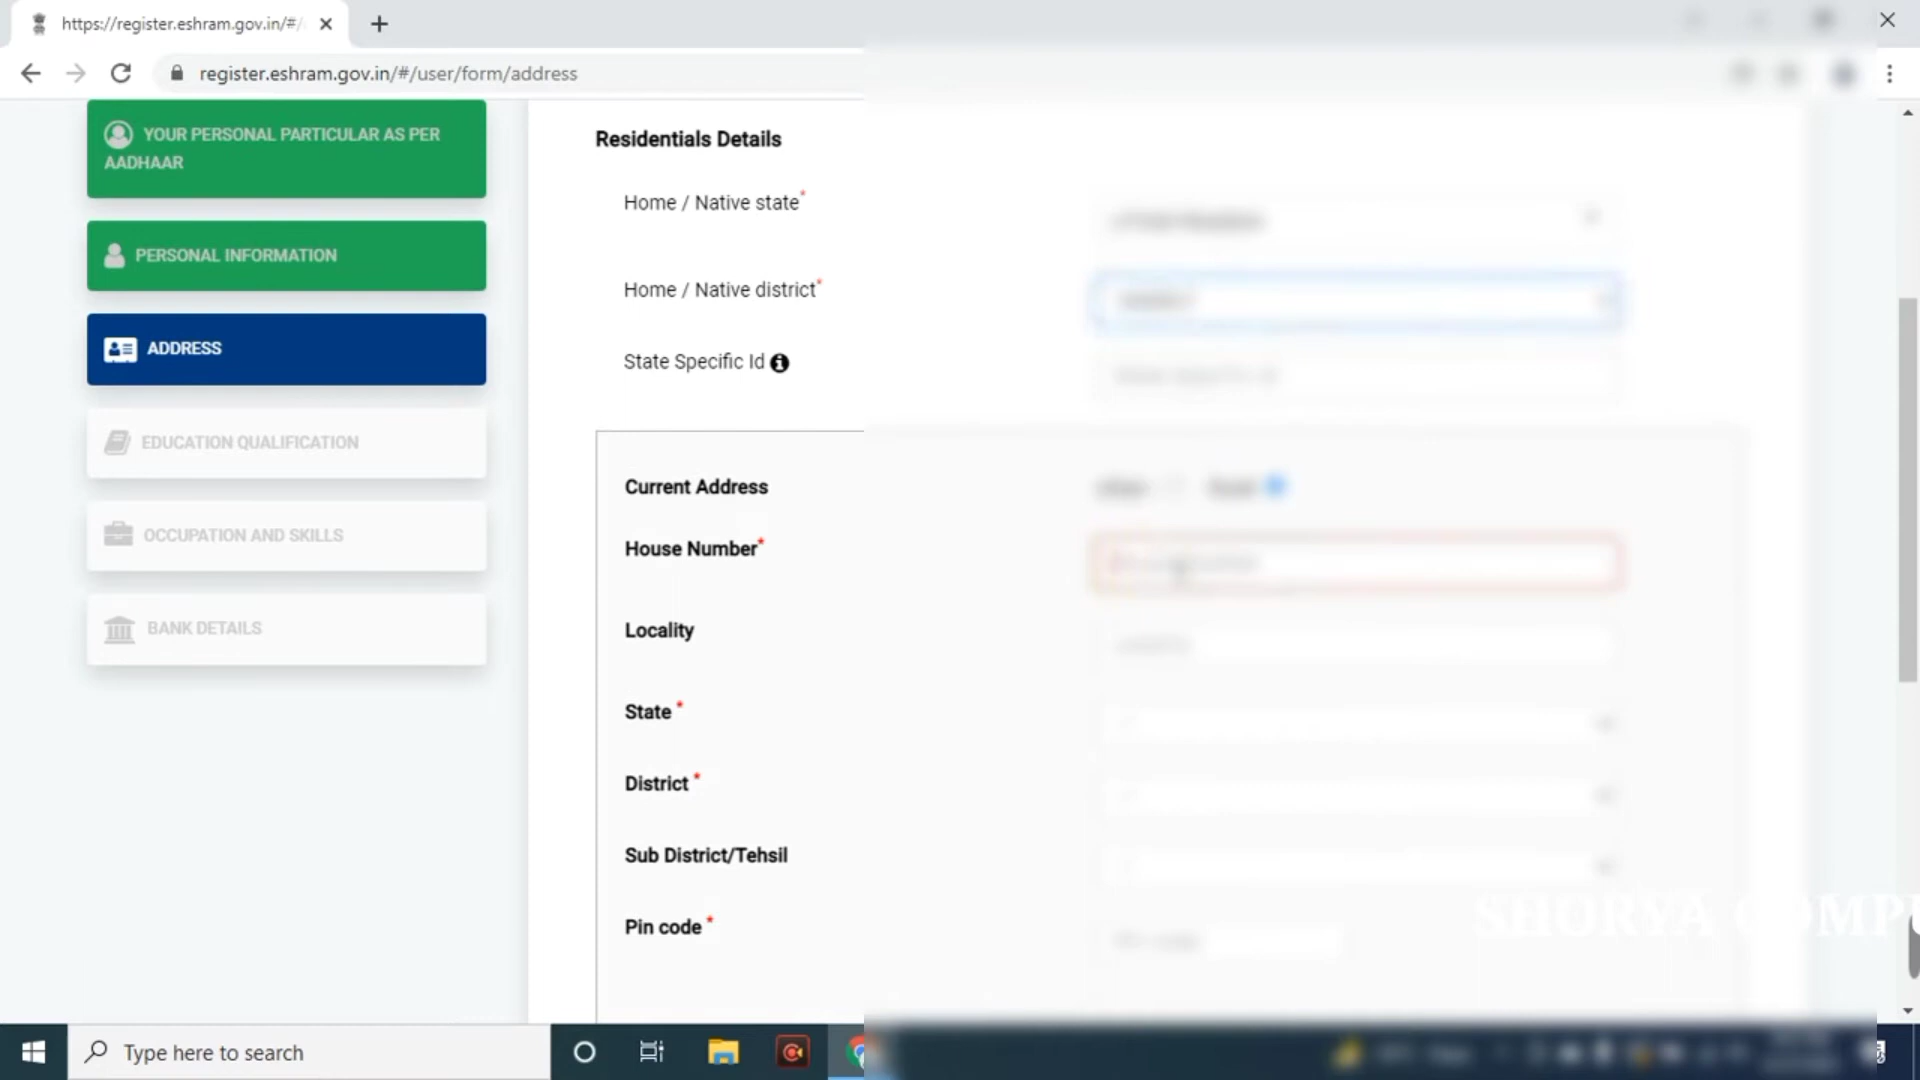 https://register.eshram.gov.in/#/
register.eshram.gov.in/#/user/form/address
YOUR PERSONAL PARTICULAR AS PER
AADHAAR
PERSONAL INFORMATION
ADDRESS
EDUCATION QUALIFICATION
OCCUPATION AND SKILLS
BANK DETAILS
Residentials Details
Home / Native state*
Home / Native district*
State Specific Id
Current Address
House Number*
Locality
State *
District *
Sub District/Tehsil
Pin code *
SHORYA COMPU
Type here to search